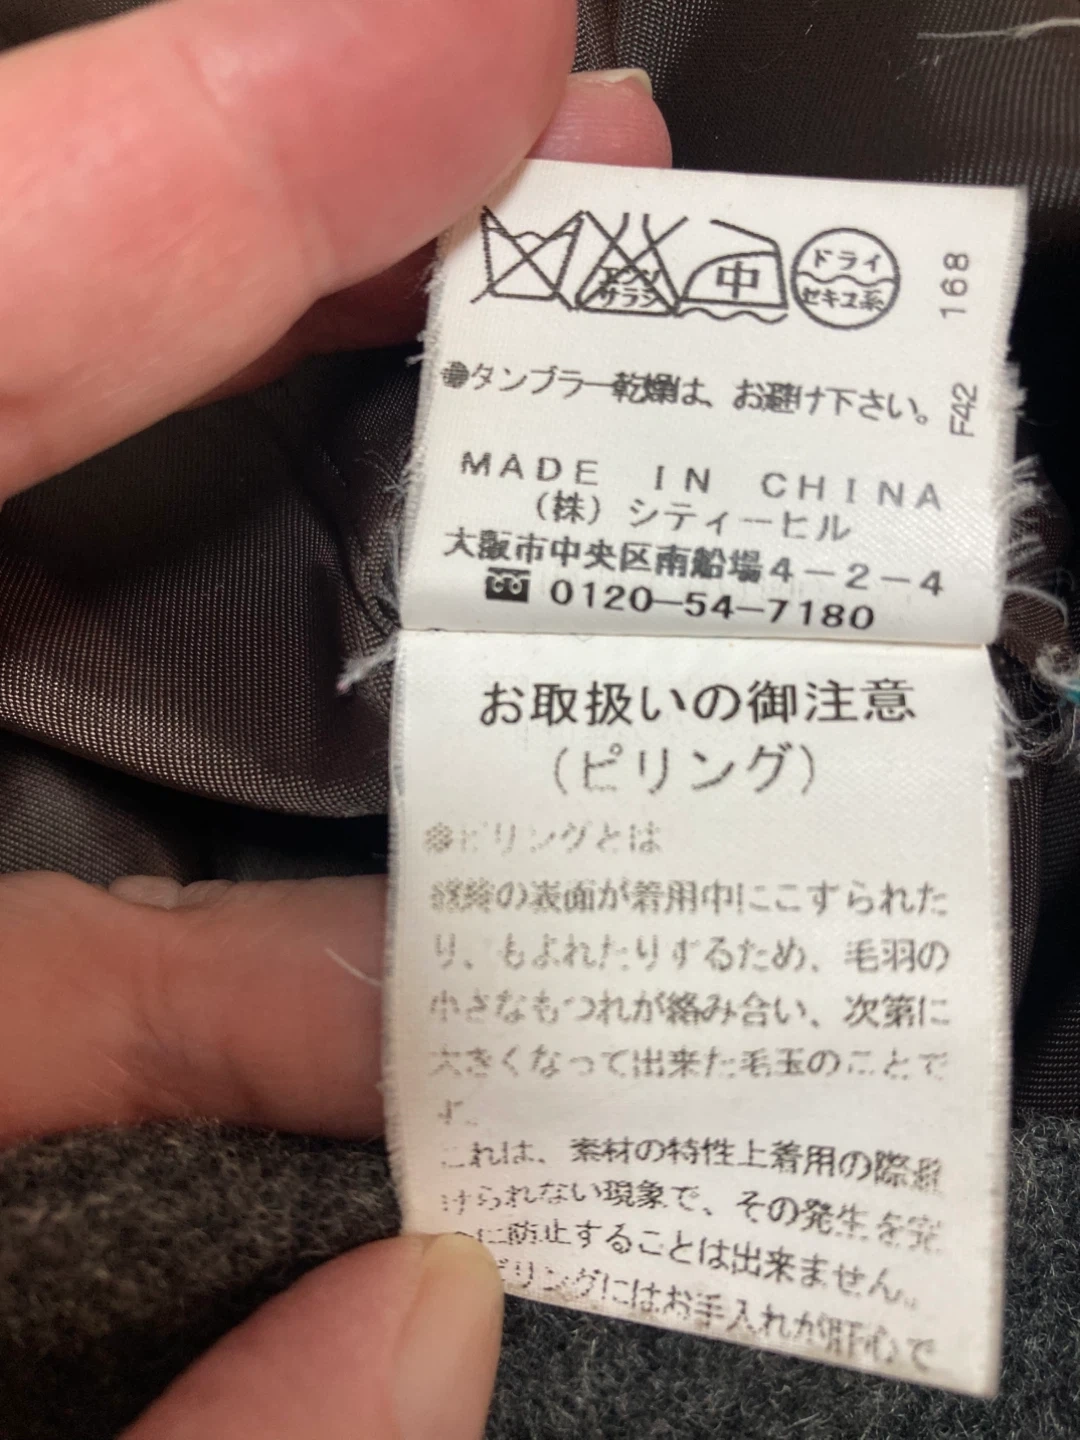 エンソ
サラシ
中
ドライ
セキユ系
168
F42
●タンブラー乾燥は、お避け下さい。
MADE IN CHINA
(株)シティーヒル
大阪市中央区南船場4-2-4
0120-54-7180
お取扱いの御注意
(ピリング)
※ピリングとは
繊維の表面が着用中にこすられた
り、もよれたりするため、毛羽の
小さなもつれが絡み合い、次第に
大きくなって出来た毛玉のことで
す。
これは、素材の特性上着用の際避
けられない現象で、その発生を完
に防止することは出来ません。
ピリングにはお手入れが肝心で